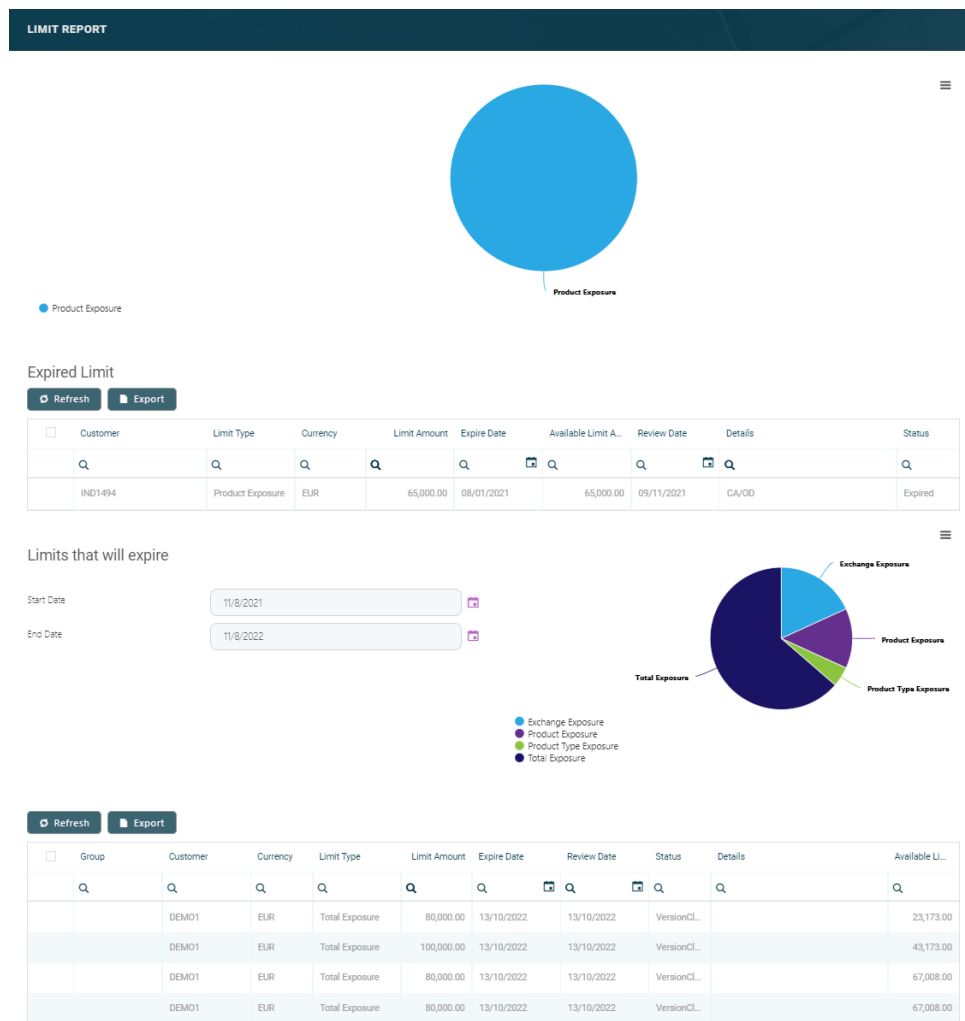 LIMIT REPORT
Product Exposure
Product Exposure
Expired Limit
Refresh Export
Customer Limit Type Currency Limit Amount Expire Date Available Limit A... Review Date Details Status
IND1494 Product Exposure EUR 65,000.00 08/01/2021 65,000.00 09/11/2021 CA/OD Expired
Limits that will expire
Exchange Exposure
Start Date 11/8/2021
End Date 11/8/2022
Product Exposure
Total Exposure
Product Type Exposure
Exchange Exposure
Product Exposure
Product Type Exposure
Total Exposure
Refresh Export
Group Customer Currency Limit Type Limit Amount Expire Date Review Date Status Details Available Li...
DEMO1 EUR Total Exposure 80,000.00 13/10/2022 13/10/2022 VersionCl... 23,173.00
DEMO1 EUR Total Exposure 100,000.00 13/10/2022 13/10/2022 VersionCl... 43,173.00
DEMO1 EUR Total Exposure 80,000.00 13/10/2022 13/10/2022 VersionCl... 67,008.00
DEMO1 EUR Total Exposure 80,000.00 13/10/2022 13/10/2022 VersionCl... 67,008.00